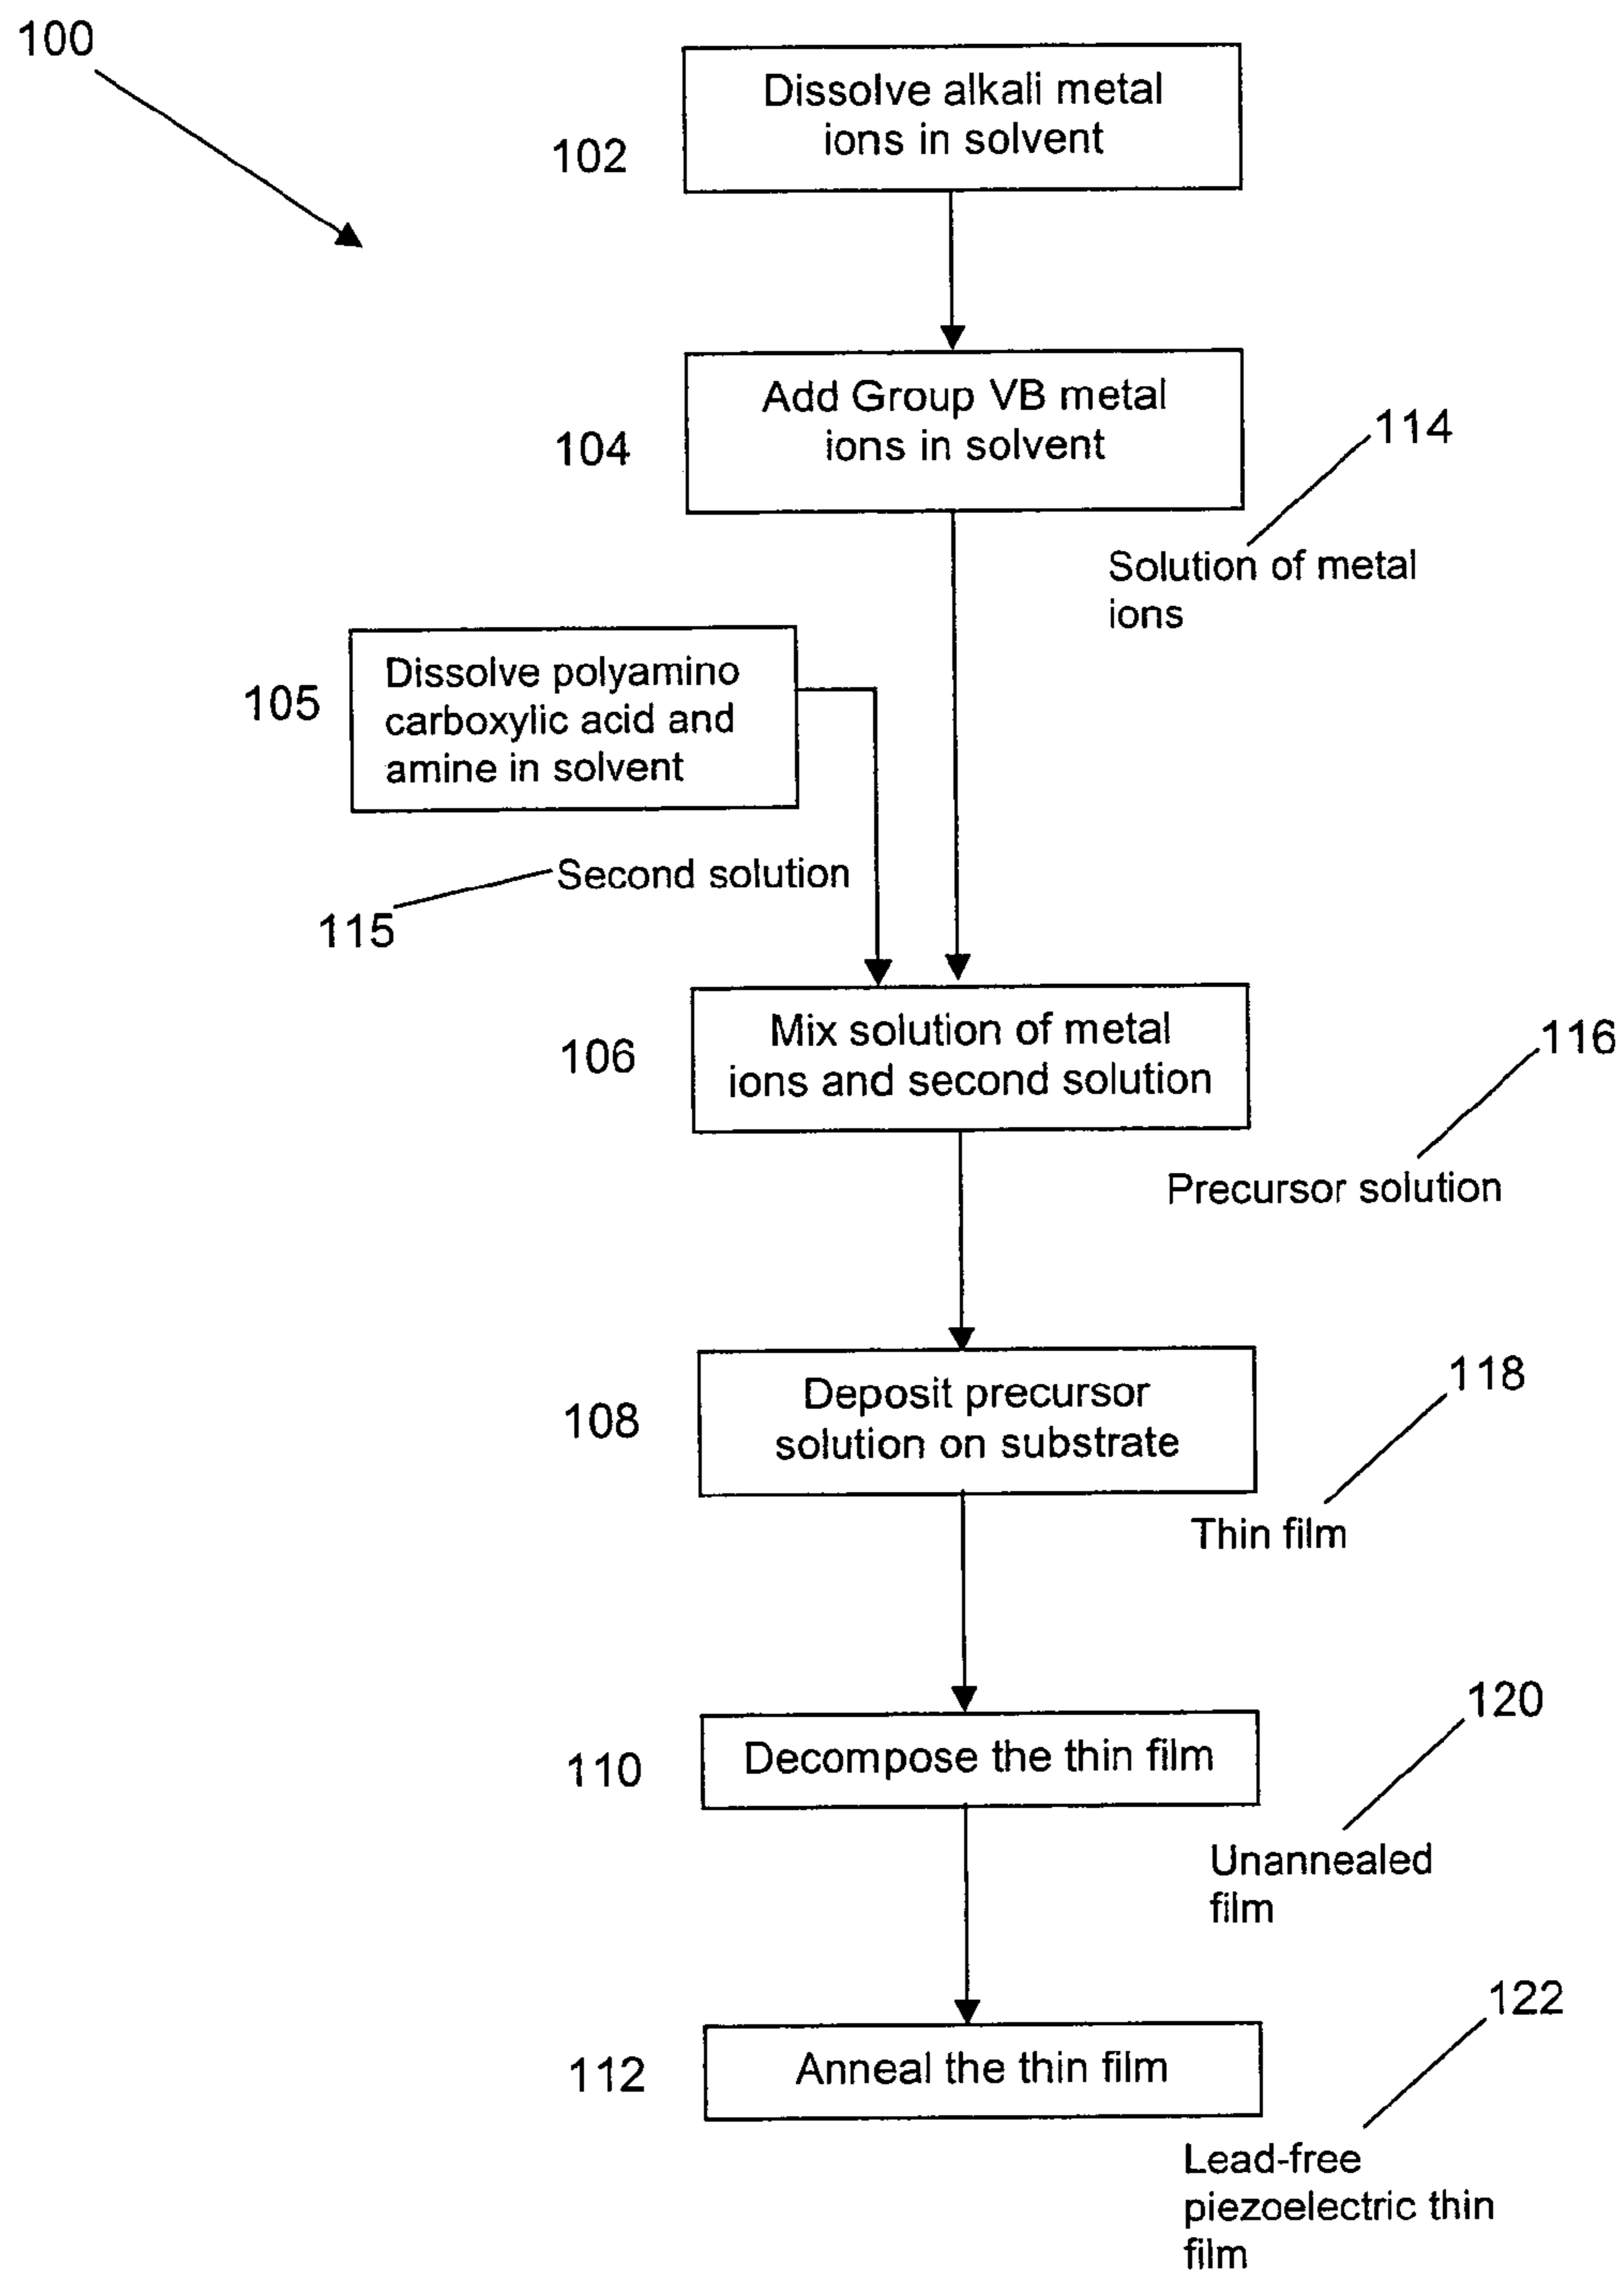 100
Dissolve alkali metal
ions in solvent
102
Add Group VB metal
ions in solvent
104
114
Solution of metal
ions
Dissolve polyamino
carboxylic acid and
amine in solvent
105
Second solution
115
Mix solution of metal
ions and second solution
106
116
Precursor solution
Deposit precursor
solution on substrate
108
118
Thin film
Decompose the thin film
110
120
Unannealed
film
Anneal the thin film
112
122
Lead-free
piezoelectric thin
film